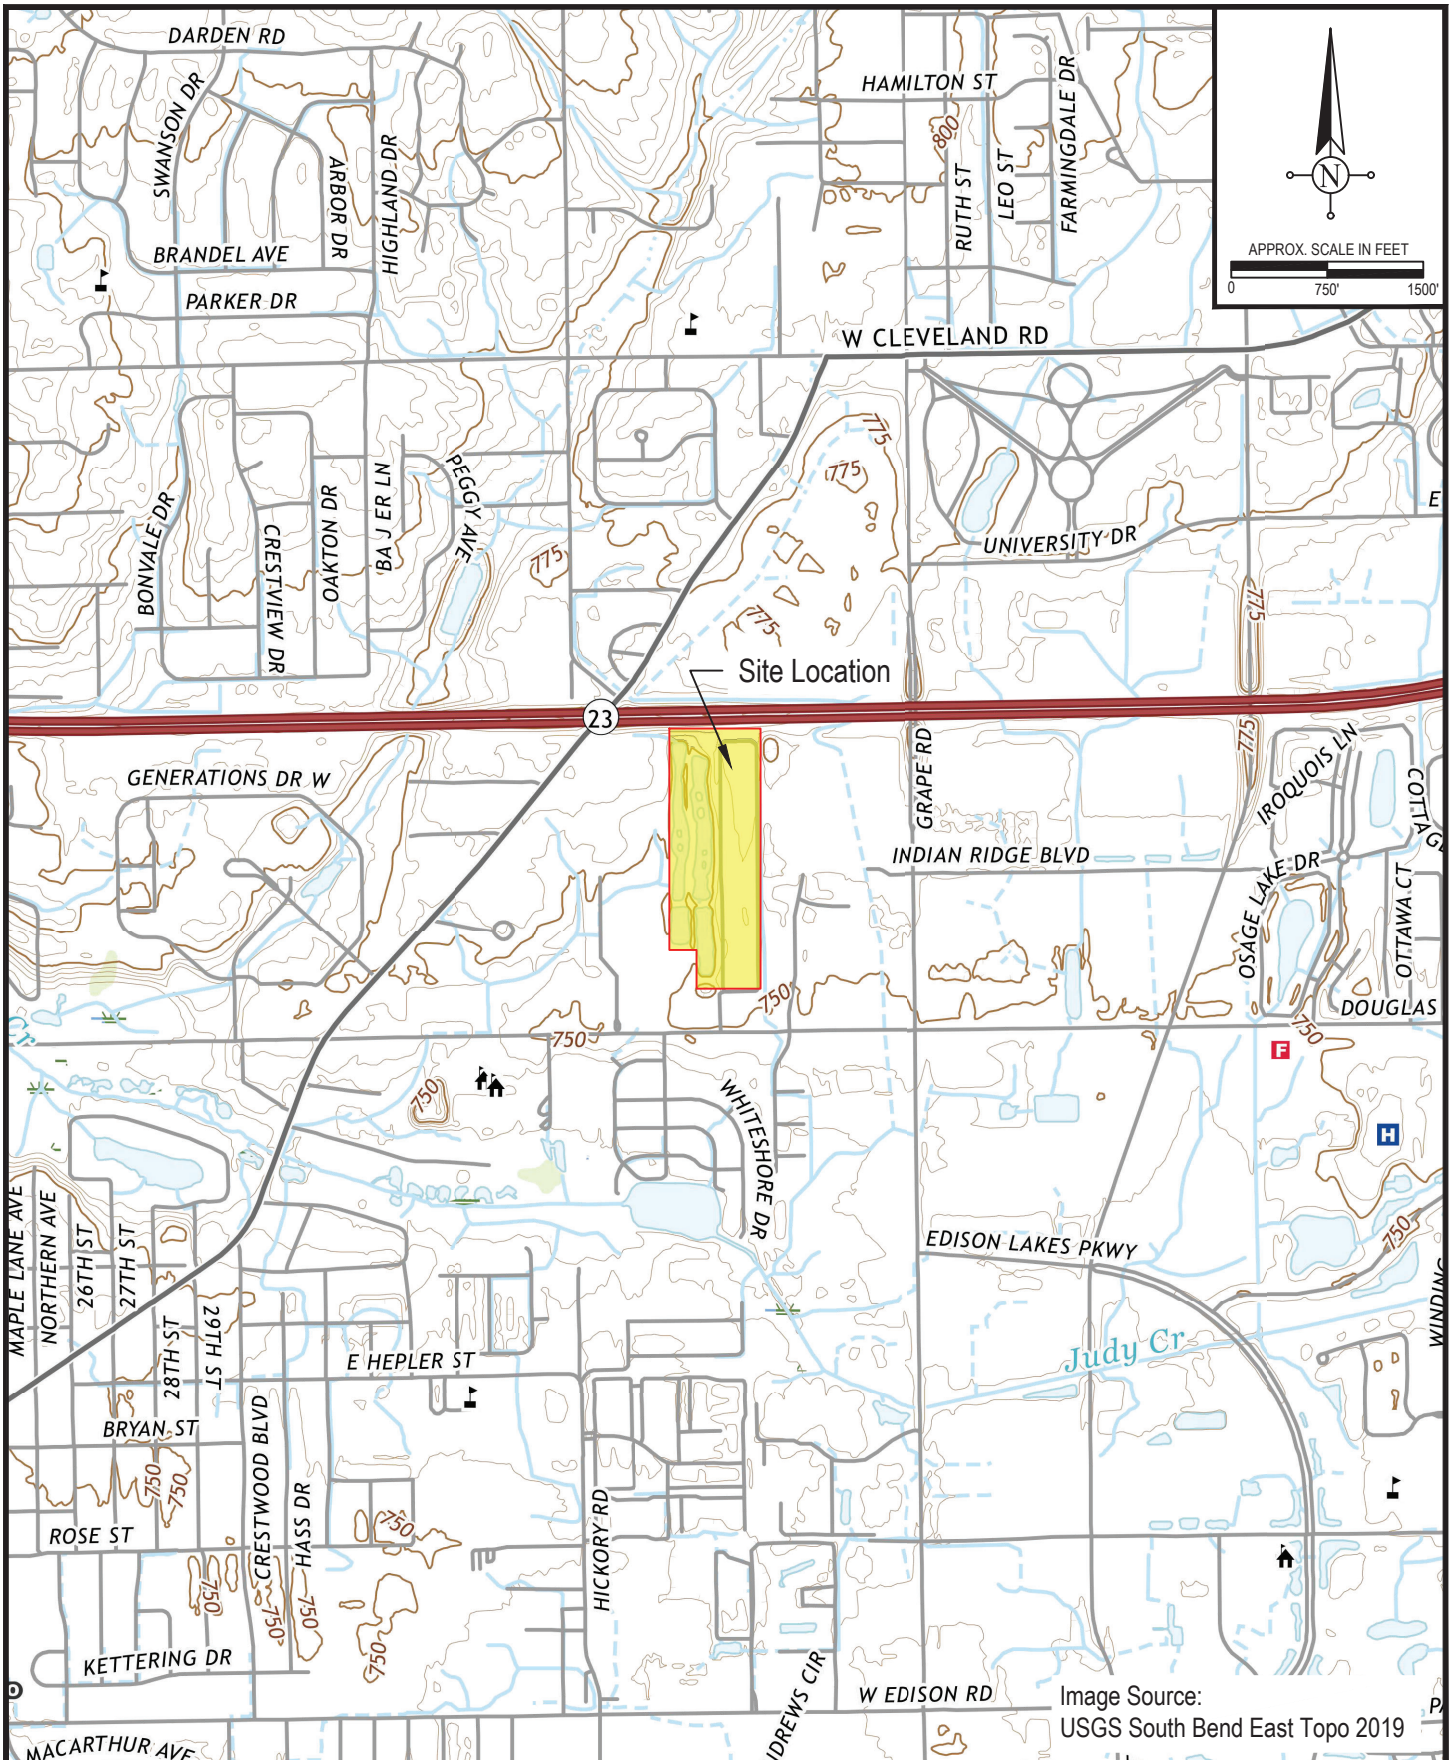 DARDEN RD
HAMILTON ST
SWANSON DR
ARBOR DR
HIGHLAND DR
800
RUTH ST
LEO ST
FARMINGDALE DR
N
APPROX. SCALE IN FEET
0 750' 1500'
BRANDEL AVE
PARKER DR
W CLEVELAND RD
775
775
BONVALE DR
CRESTVIEW DR
OAKTON DR
BAJER LN
PEGGY AVE
775
775
UNIVERSITY DR
E
775
Site Location
23
GENERATIONS DR W
GRAPE RD
775
IROQUOIS LN
COTTAGE
INDIAN RIDGE BLVD
OSAGE LAKE DR
OTTAWA CT
750
DOUGLAS
750
750
Cr
F
750
H
WHITESHORE DR
MAPLE LANE AVE
NORTHERN AVE
26TH ST
27TH ST
28TH ST
29TH ST
EDISON LAKES PKWY
750
WINDING
Judy Cr
E HEPLER ST
BRYAN ST
CRESTWOOD BLVD
HASS DR
750
750
750
ROSE ST
HICKORY RD
750
750
750
750
KETTERING DR
W EDISON RD
NDREWS CIR
MACARTHUR AVE
Image Source:
USGS South Bend East Topo 2019